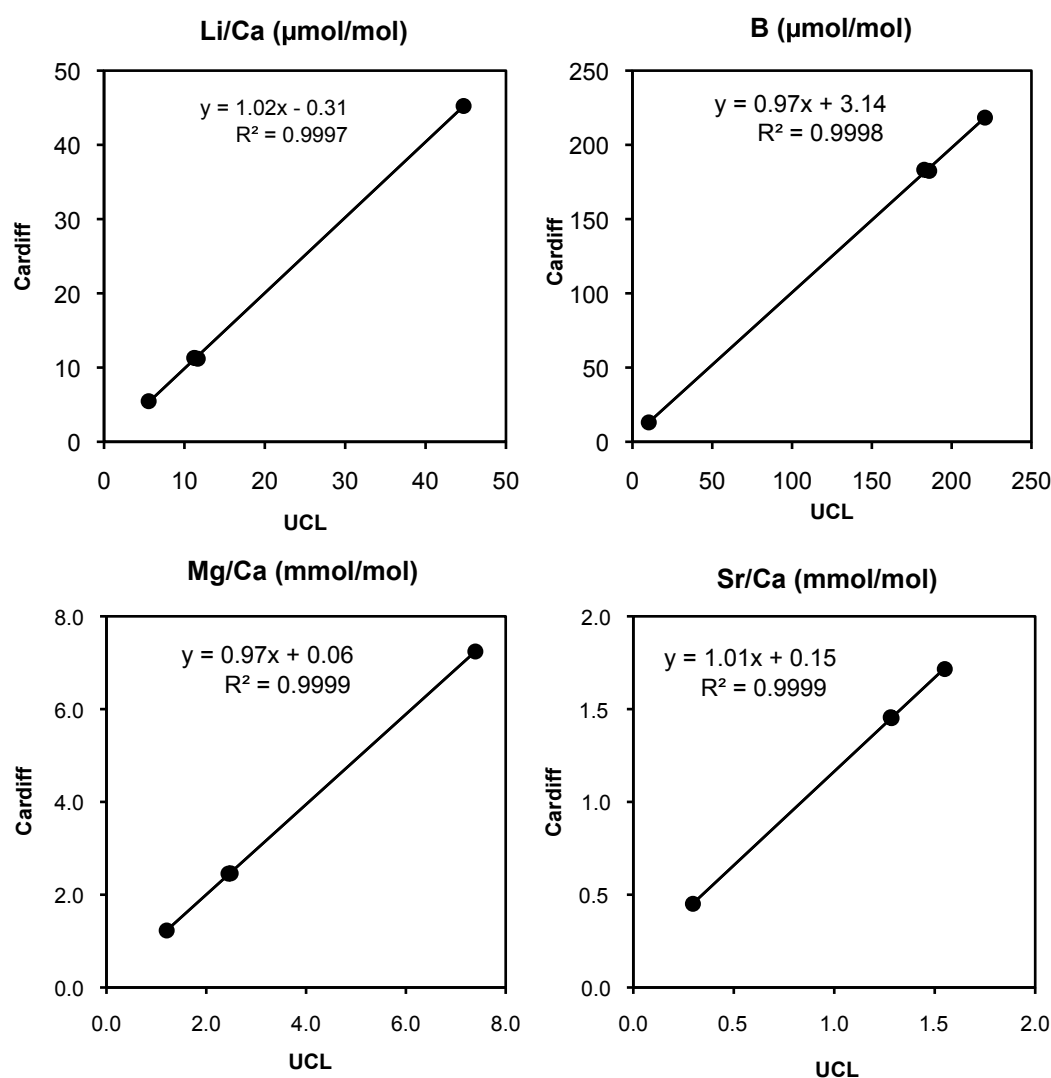 Li/Ca (µmol/mol)
50
40
30
20
10
0
y = 1.02x - 0.31
R² = 0.9997
Cardiff
0 10 20 30 40 50
UCL
B (µmol/mol)
250
200
150
100
50
0
y = 0.97x + 3.14
R² = 0.9998
Cardiff
0 50 100 150 200 250
UCL
Mg/Ca (mmol/mol)
8.0
6.0
4.0
2.0
0.0
y = 0.97x + 0.06
R² = 0.9999
Cardiff
0.0 2.0 4.0 6.0 8.0
UCL
Sr/Ca (mmol/mol)
2.0
1.5
1.0
0.5
0.0
y = 1.01x + 0.15
R² = 0.9999
Cardiff
0.0 0.5 1.0 1.5 2.0
UCL